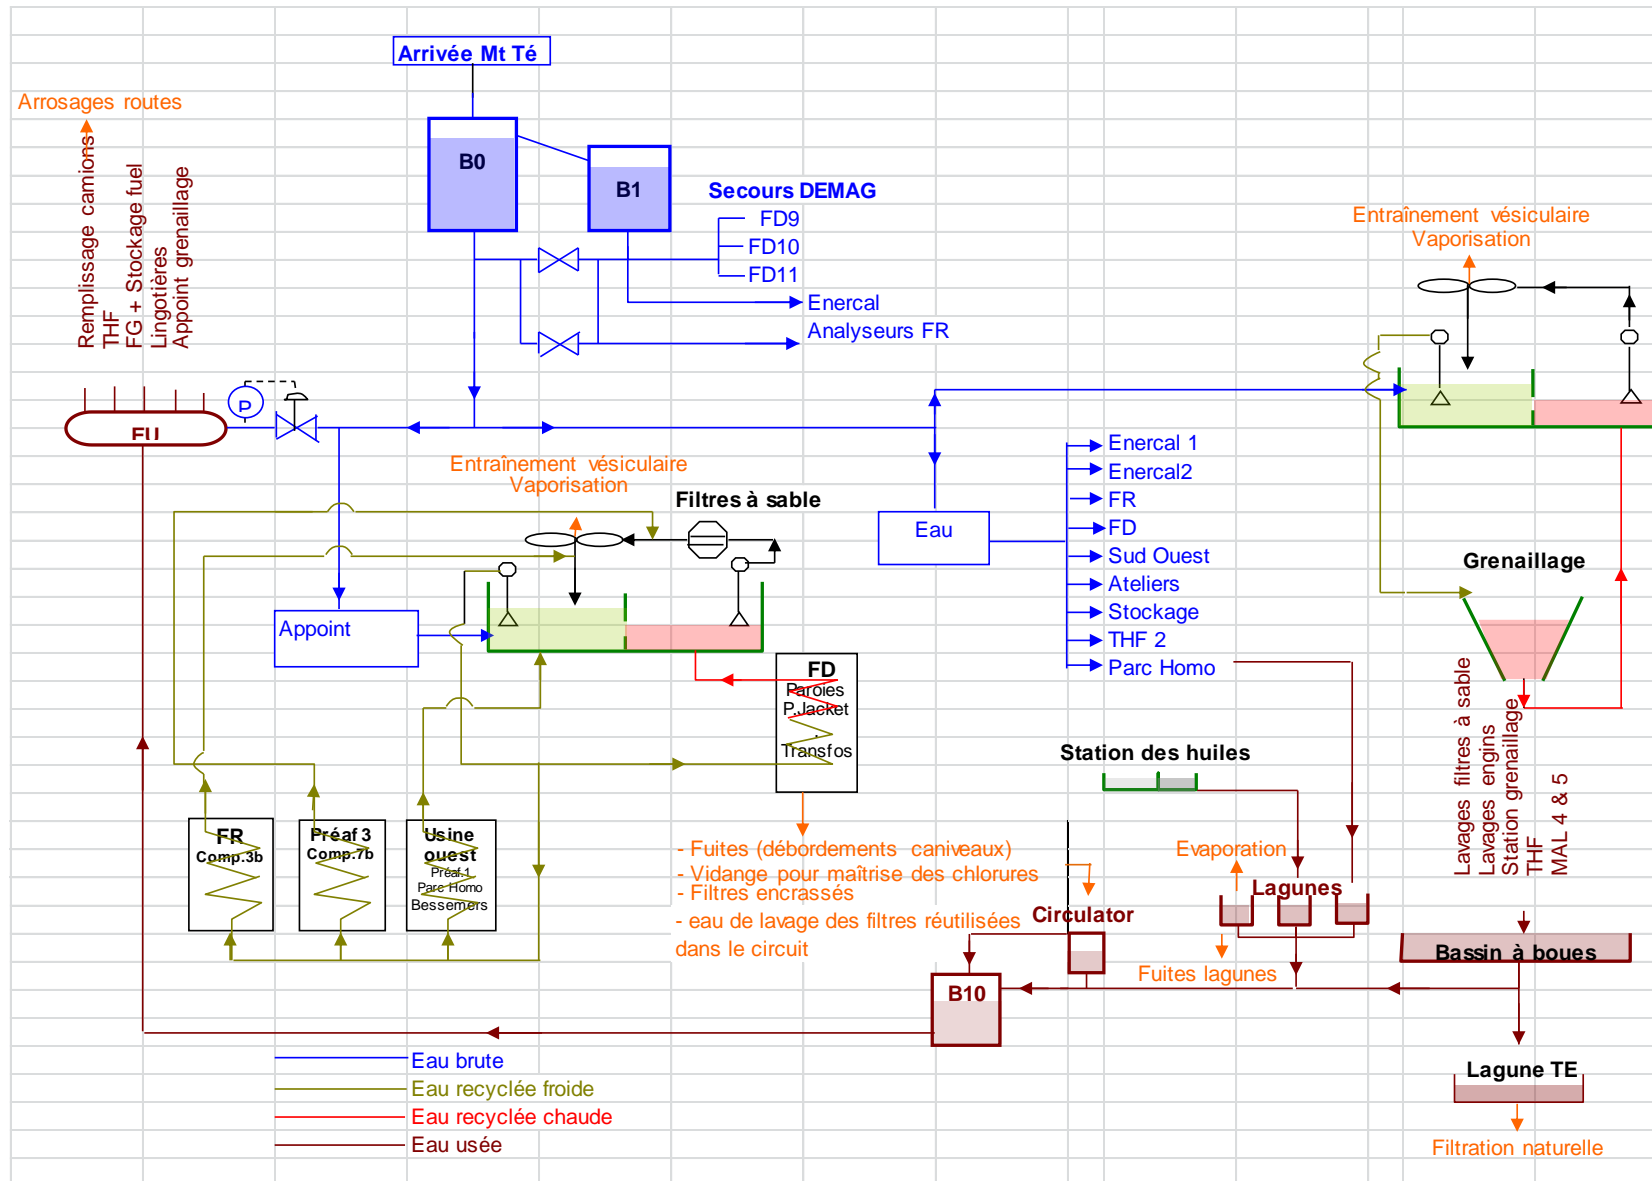 Arrivée Mt Té
Arrosages routes
Remplissage camions
THF
FG + Stockage fuel
Lingotières
Appoint grenaillage
B0
B1
Secours DEMAG
FD9
FD10
FD11
Enercal
Analyseurs FR
Entraînement vésiculaire
Vaporisation
P
EU
Entraînement vésiculaire
Vaporisation
Filtres à sable
Eau
Enercal 1
Enercal2
FR
FD
Sud Ouest
Ateliers
Stockage
THF 2
Parc Homo
Grenaillage
Appoint
FD
Paroies
P.Jacket
.
Transfos
Station des huiles
Lavages filtres à sable
Lavages engins
Station grenaillage
THF
MAL 4 & 5
FR
Comp.3b
Préaf 3
Comp.7b
Usine
ouest
Préaf.1
Parc Homo
Bessemers
- Fuites (débordements caniveaux)
- Vidange pour maîtrise des chlorures
- Filtres encrassés
- eau de lavage des filtres réutilisées
dans le circuit
Evaporation
Lagunes
Circulator
Fuites lagunes
Bassin à boues
B10
Lagune TE
Filtration naturelle
Eau brute
Eau recyclée froide
Eau recyclée chaude
Eau usée